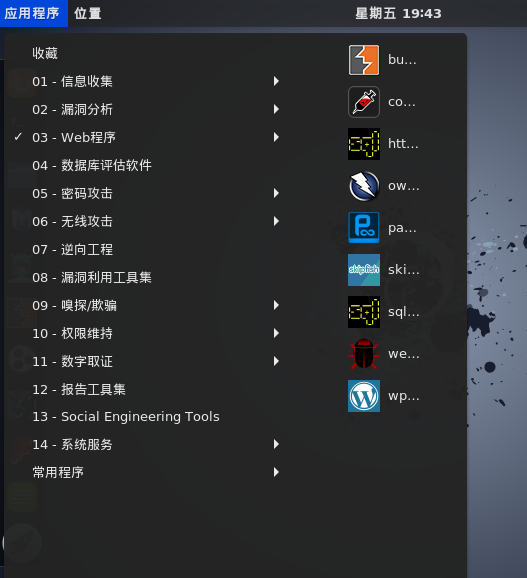 应用程序 位置 星期五 19:43
收藏
01 - 信息收集
02 - 漏洞分析
✓ 03 - Web程序
04 - 数据库评估软件
05 - 密码攻击
06 - 无线攻击
07 - 逆向工程
08 - 漏洞利用工具集
09 - 嗅探/欺骗
10 - 权限维持
11 - 数字取证
12 - 报告工具集
13 - Social Engineering Tools
14 - 系统服务
常用程序
bu...
co...
htt...
ow...
pa...
skipfish ski...
sql...
we...
wp...